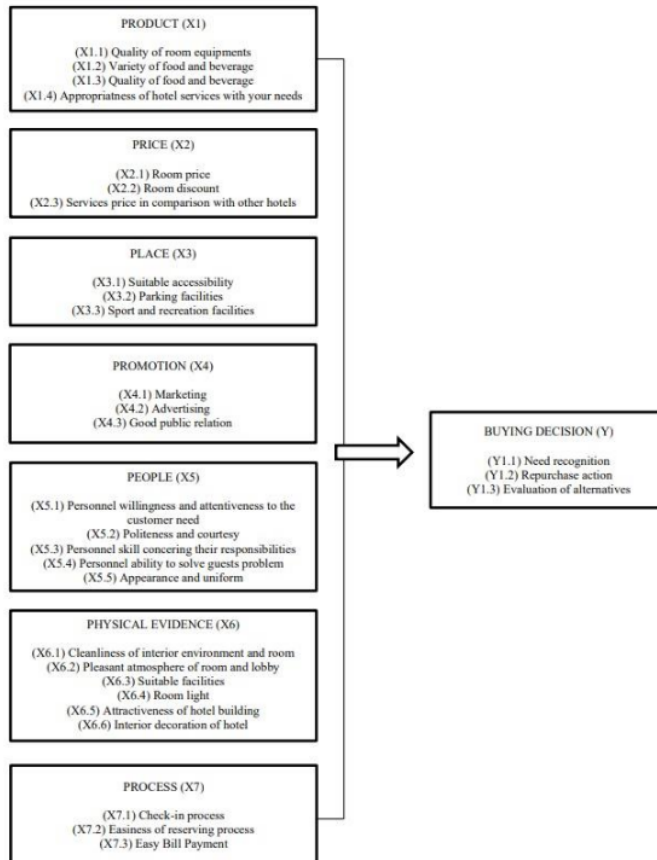 PRODUCT (X1)
(X1.1) Quality of room equipments
(X1.2) Variety of food and beverage
(X1.3) Quality of food and beverage
(X1.4) Appropriatness of hotel services with your needs
PRICE (X2)
(X2.1) Room price
(X2.2) Room discount
(X2.3) Services price in comparison with other hotels
PLACE (X3)
(X3.1) Suitable accessibility
(X3.2) Parking facilities
(X3.3) Sport and recreation facilities
PROMOTION (X4)
(X4.1) Marketing
(X4.2) Advertising
(X4.3) Good public relation
PEOPLE (X5)
(X5.1) Personnel willingness and attentiveness to the
customer need
(X5.2) Politeness and courtesy
(X5.3) Personnel skill concering their responsibilities
(X5.4) Personnel ability to solve guests problem
(X5.5) Appearance and uniform
PHYSICAL EVIDENCE (X6)
(X6.1) Cleanliness of interior environment and room
(X6.2) Pleasant atmosphere of room and lobby
(X6.3) Suitable facilities
(X6.4) Room light
(X6.5) Attractiveness of hotel building
(X6.6) Interior decoration of hotel
PROCESS (X7)
(X7.1) Check-in process
(X7.2) Easiness of reserving process
(X7.3) Easy Bill Payment
BUYING DECISION (Y)
(Y1.1) Need recognition
(Y1.2) Repurchase action
(Y1.3) Evaluation of alternatives